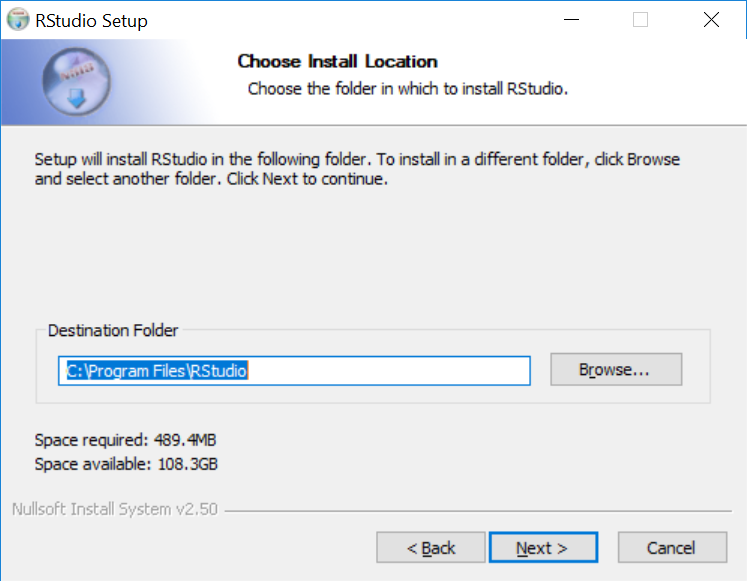 RStudio Setup
Choose Install Location
Choose the folder in which to install RStudio.
Setup will install RStudio in the following folder. To install in a different folder, click Browse
and select another folder. Click Next to continue.
Destination Folder
C:\Program Files\RStudio
Browse...
Space required: 489.4MB
Space available: 108.3GB
Nullsoft Install System v2.50
< Back
Next >
Cancel